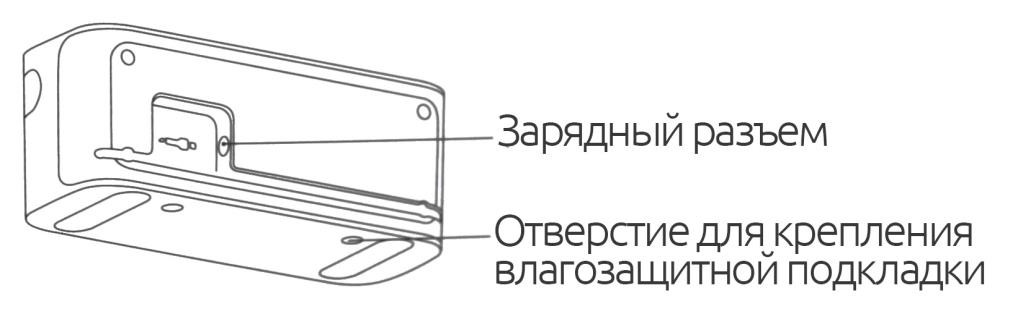 Зарядный разъем
Отверстие для крепления
влагозащитной подкладки